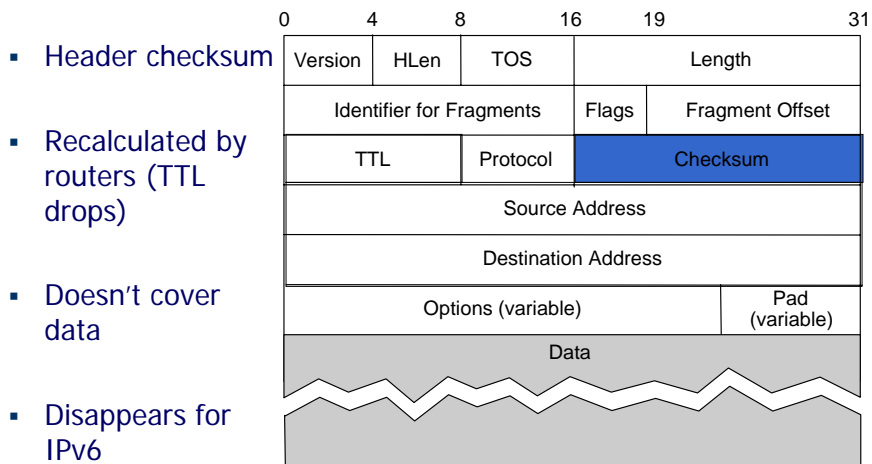 0 4 8 16 19 31
▪ Header checksum
Version HLen TOS Length
Identifier for Fragments Flags Fragment Offset
▪ Recalculated by
routers (TTL
drops)
TTL Protocol Checksum
Source Address
Destination Address
▪ Doesn't cover
data
Options (variable) Pad
(variable)
Data
▪ Disappears for
IPv6